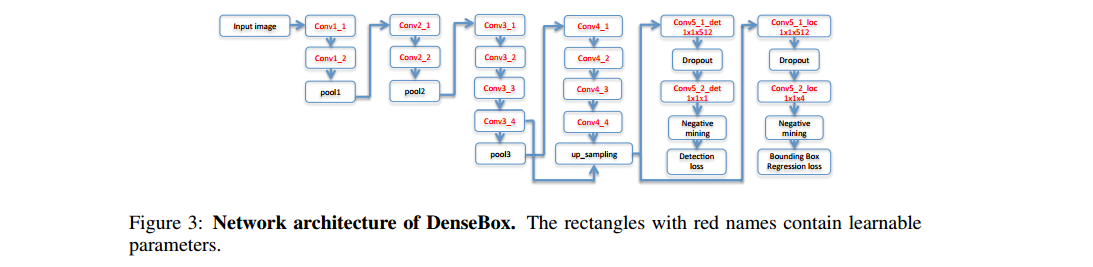 Input image
Conv1_1
Conv1_2
pool1
Conv2_1
Conv2_2
pool2
Conv3_1
Conv3_2
Conv3_3
Conv3_4
pool3
Conv4_1
Conv4_2
Conv4_3
Conv4_4
up_sampling
Conv5_1_det
1x1x512
Dropout
Conv5_2_det
1x1x1
Negative
mining
Detection
loss
Conv5_1_loc
1x1x512
Dropout
Conv5_2_loc
1x1x4
Negative
mining
Bounding Box
Regression loss
Figure 3: Network architecture of DenseBox. The rectangles with red names contain learnable
parameters.